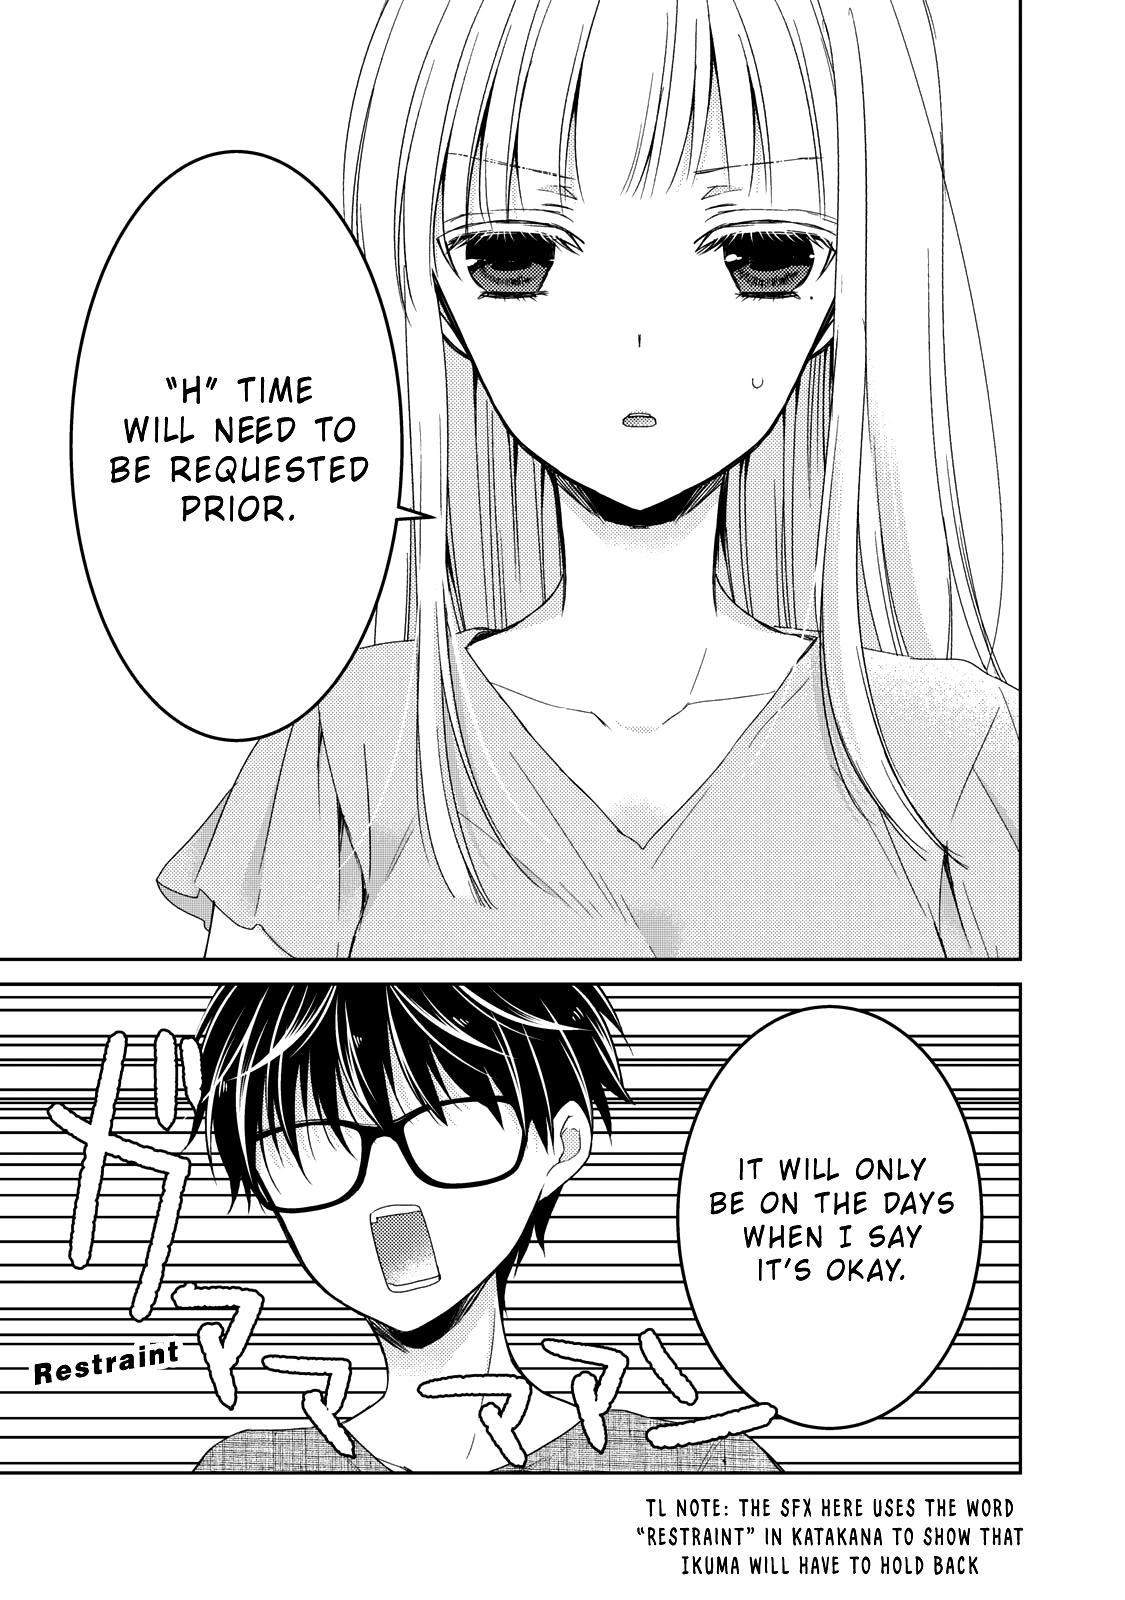 "H" TIME
WILL NEED TO
BE REQUESTED
PRIOR.
IT WILL ONLY
BE ON THE DAYS
WHEN I SAY
IT'S OKAY.
ガマママン
Restraint
TL NOTE: THE SFX HERE USES THE WORD
"RESTRAINT" IN KATAKANA TO SHOW THAT
IKUMA WILL HAVE TO HOLD BACK